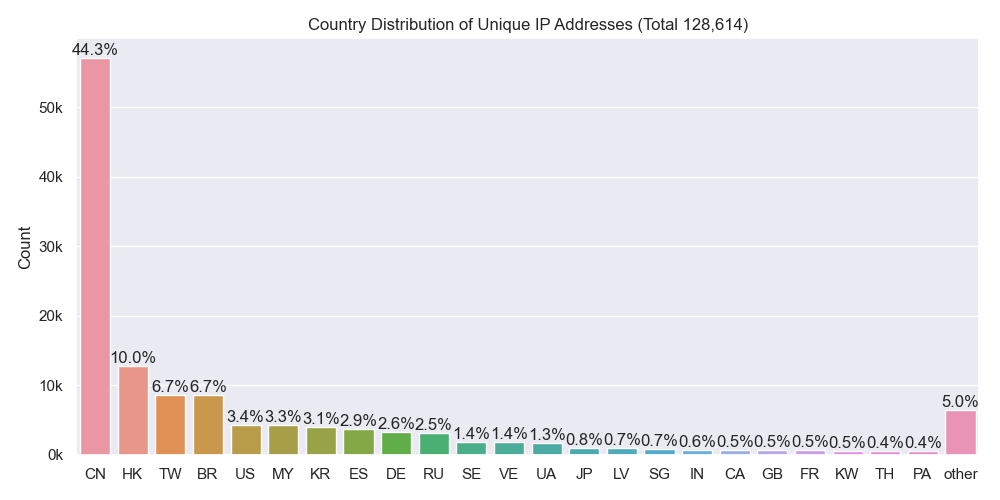 Country Distribution of Unique IP Addresses (Total 128,614)
Count
50k
40k
30k
20k
10k
0k
44.3%
10.0%
6.7%
6.7%
3.4%
3.3%
3.1%
2.9%
2.6%
2.5%
1.4%
1.4%
1.3%
0.8%
0.7%
0.7%
0.6%
0.5%
0.5%
0.5%
0.5%
0.4%
0.4%
5.0%
CN HK TW BR US MY KR ES DE RU SE VE UA JP LV SG IN CA GB FR KW TH PA other